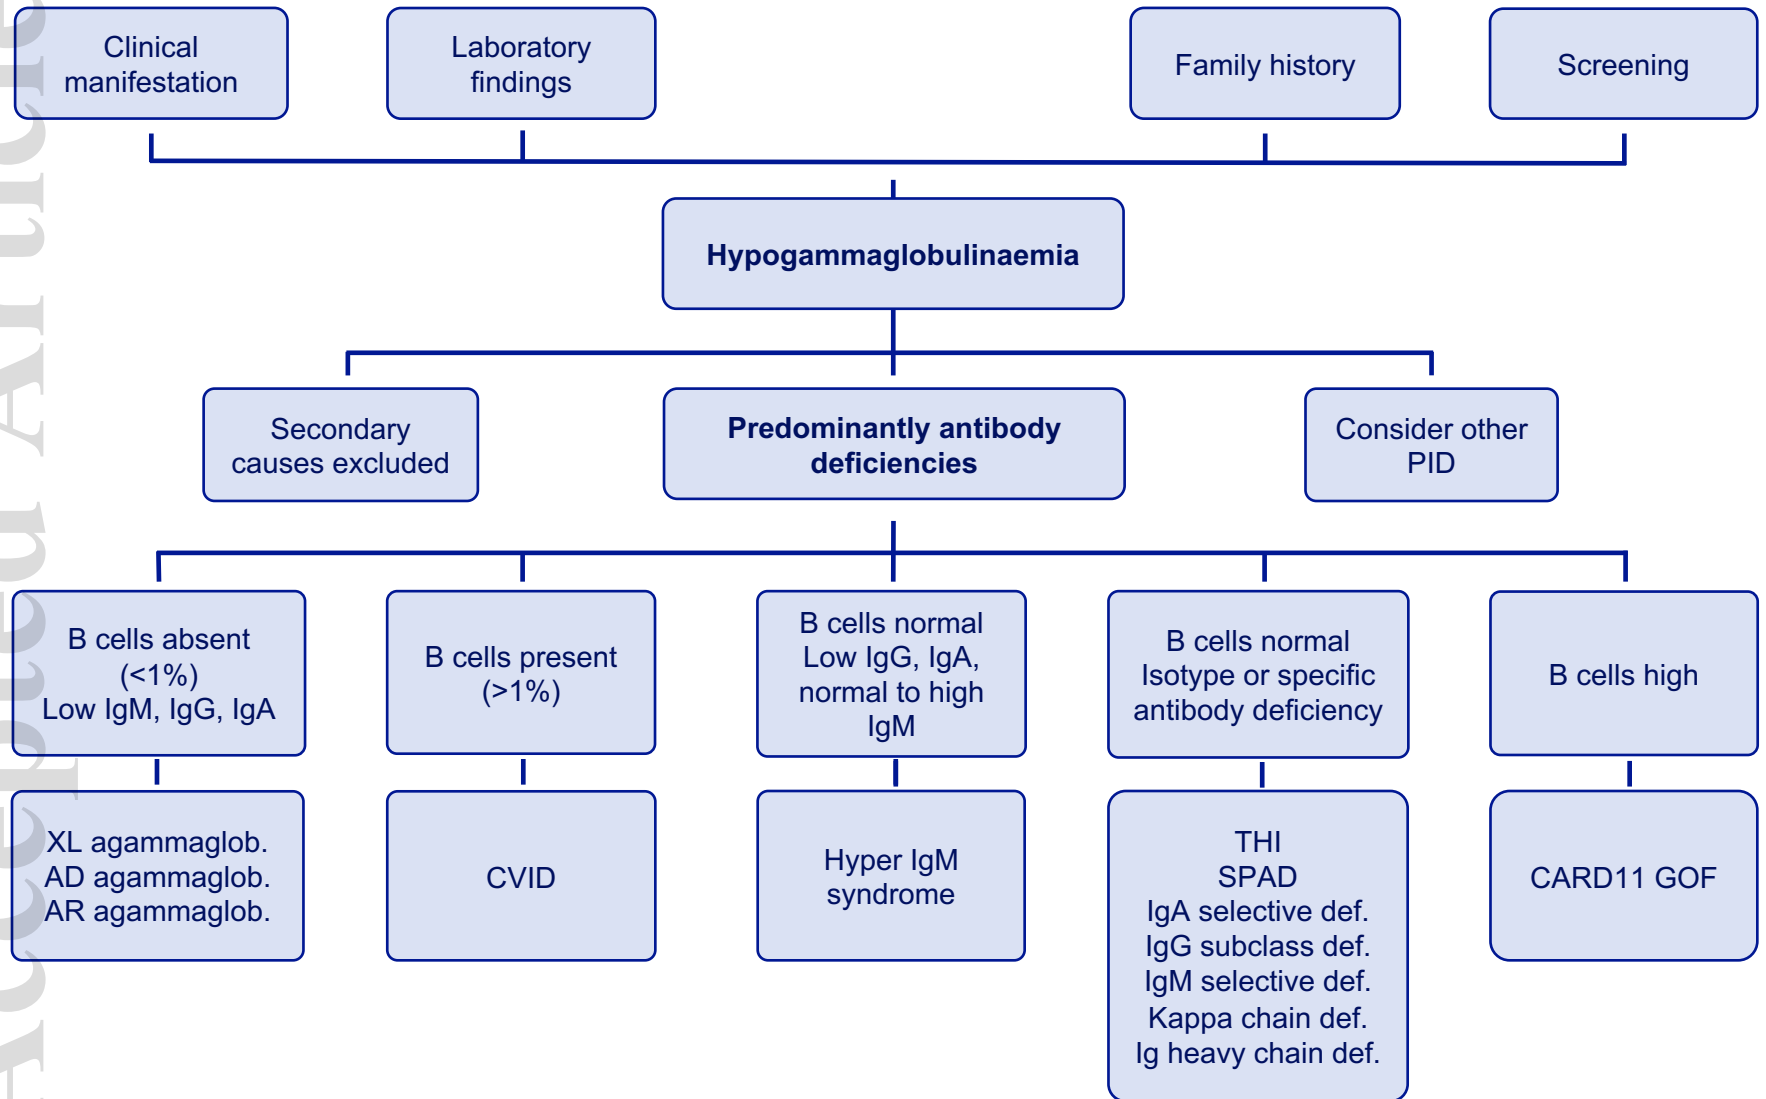 Clinical
manifestation
Laboratory
findings
Family history
Screening
Hypogammaglobulinaemia
Secondary
causes excluded
Predominantly antibody
deficiencies
Consider other
PID
B cells absent
(<1%)
Low IgM, IgG, IgA
B cells present
(>1%)
B cells normal
Low IgG, IgA,
normal to high
IgM
B cells normal
Isotype or specific
antibody deficiency
B cells high
XL agammaglob.
AD agammaglob.
AR agammaglob.
CVID
Hyper IgM
syndrome
THI
SPAD
IgA selective def.
IgG subclass def.
IgM selective def.
Kappa chain def.
Ig heavy chain def.
CARD11 GOF
Accepted Article